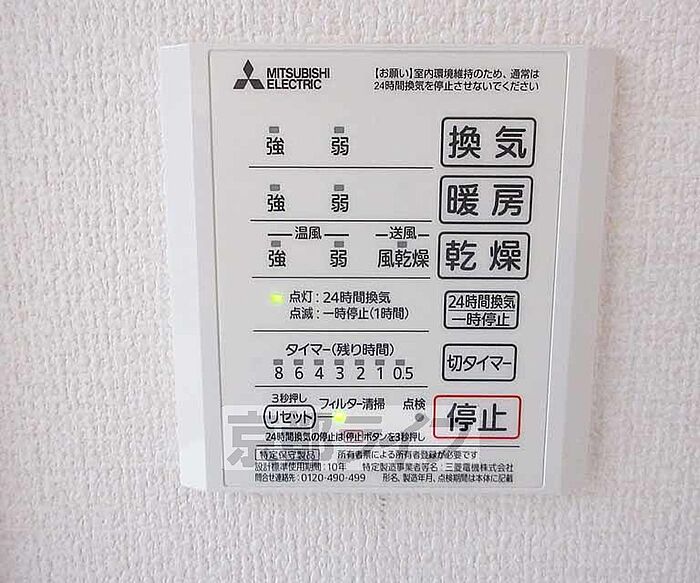 MITSUBISHI
ELECTRIC
【お願い】室内環境維持のため、通常は
24時間換気を停止させないでください
強 弱 換気
強 弱 暖房
温風 送風
強 弱 風乾燥 乾燥
点灯：24時間換気
点滅：一時停止(1時間)
24時間換気
一時停止
タイマー(残り時間)
8 6 4 3 2 1 0.5
切タイマー
3秒押し
リセット フィルター清掃 点検
停止
24時間換気の停止は停止ボタンを3秒押し
京都ライフ
特定保守製品 所有者票による所有者登録が必要です
設計標準使用期間：10年 特定製造事業者等名：三菱電機株式会社
問合せ連絡先：0120-490-499 形名、製造年月、点検期間は本体に記載